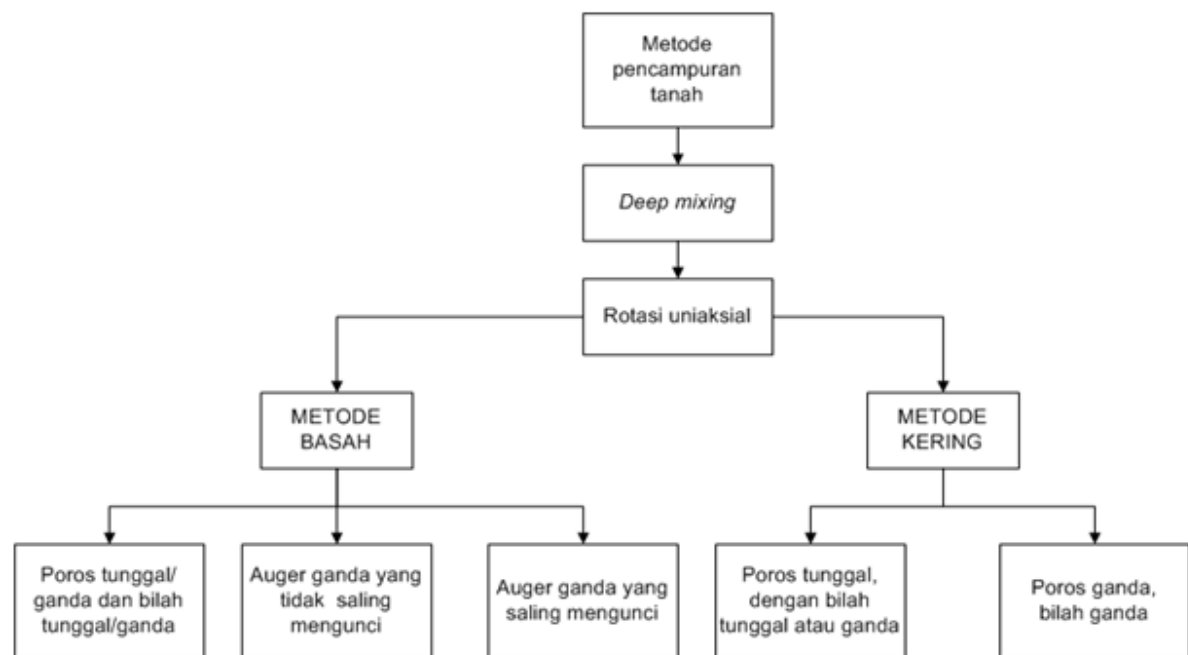 Metode
pencampuran
tanah
Deep mixing
Rotasi uniaksial
METODE
BASAH
METODE
KERING
Poros tunggal/
ganda dan bilah
tunggal/ganda
Auger ganda yang
tidak saling
mengunci
Auger ganda yang
saling mengunci
Poros tunggal,
dengan bilah
tunggal atau ganda
Poros ganda,
bilah ganda